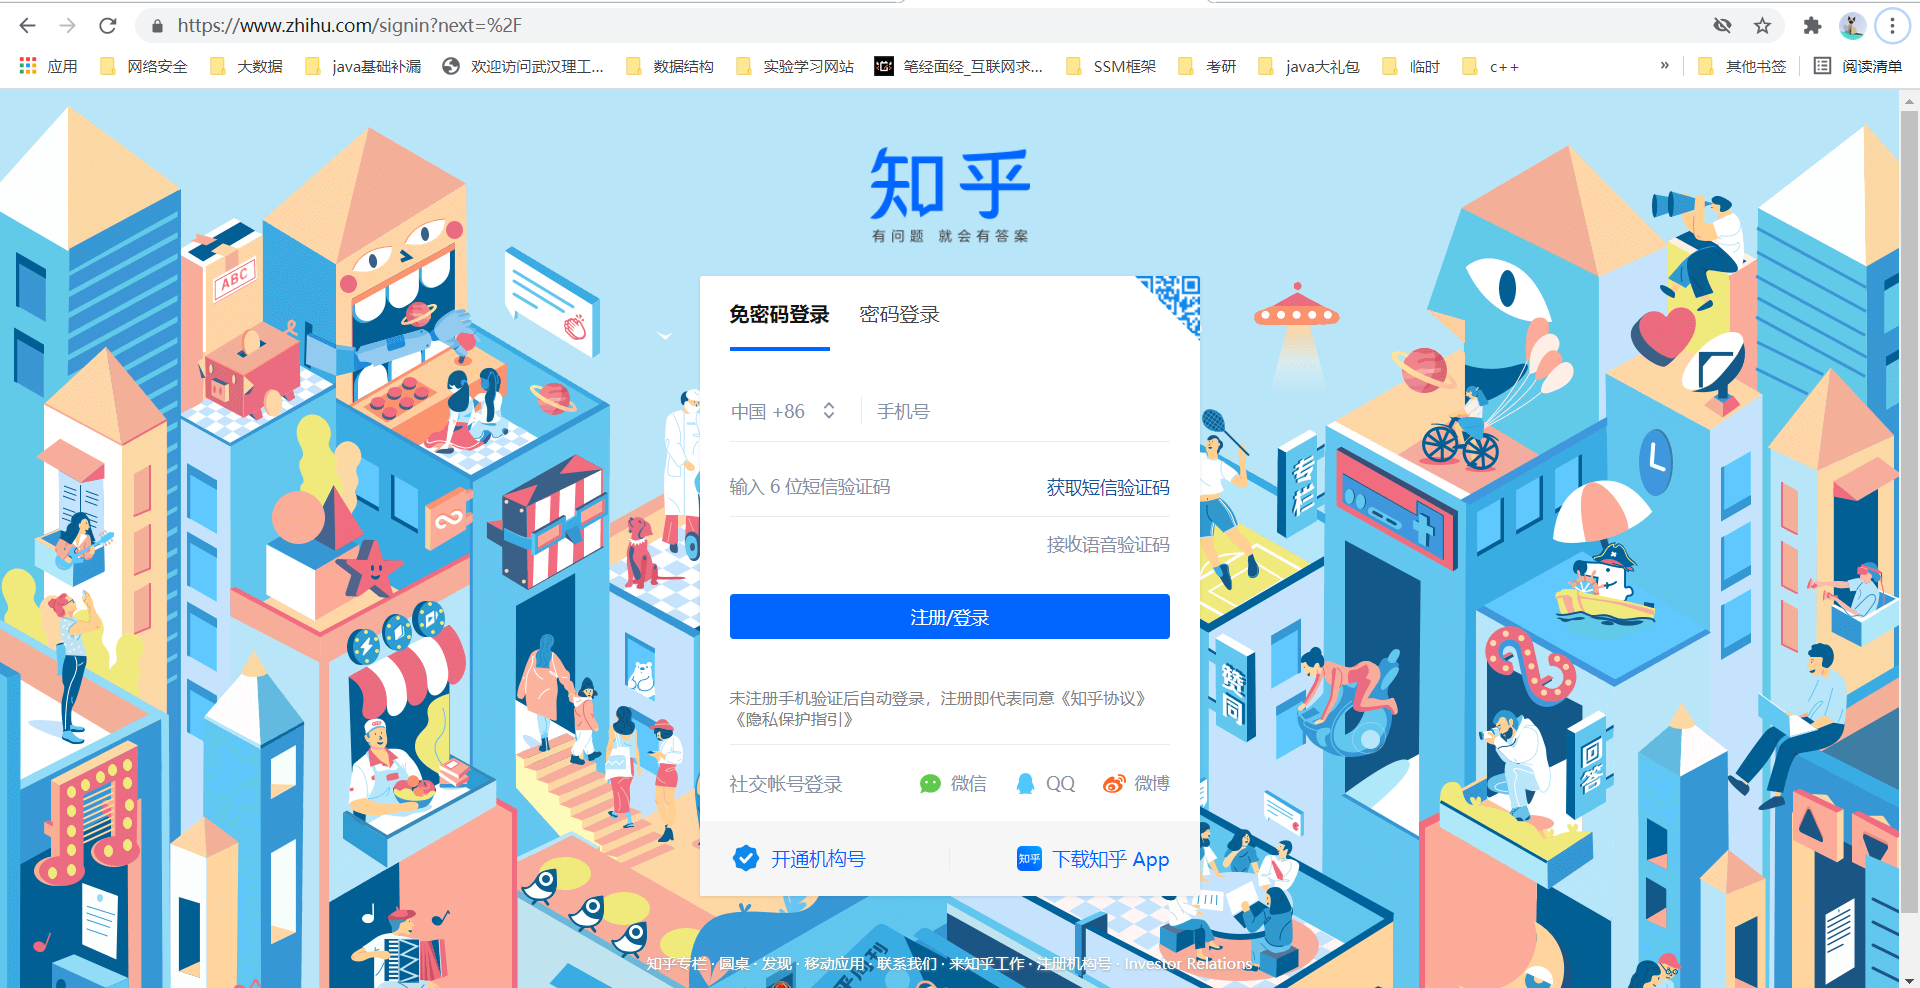 https://www.zhihu.com/signin?next=%2F
应用 网络安全 大数据 java基础补漏 欢迎访问武汉理工... 数据结构 实验学习网站 笔经面经_互联网求... SSM框架 考研 java大礼包 临时 c++ » 其他书签 阅读清单
知乎
有问题 就会有答案
ABC
免密码登录 密码登录
中国 +86 手机号
输入 6 位短信验证码 获取短信验证码
接收语音验证码
注册/登录
未注册手机验证后自动登录，注册即代表同意《知乎协议》
《隐私保护指引》
社交帐号登录 微信 QQ 微博
开通机构号 知乎 下载知乎 App
专栏
赞同
回答
知乎专栏 · 圆桌 · 发现 · 移动应用 · 联系我们 · 来知乎工作 · 注册机构号 · Investor Relations